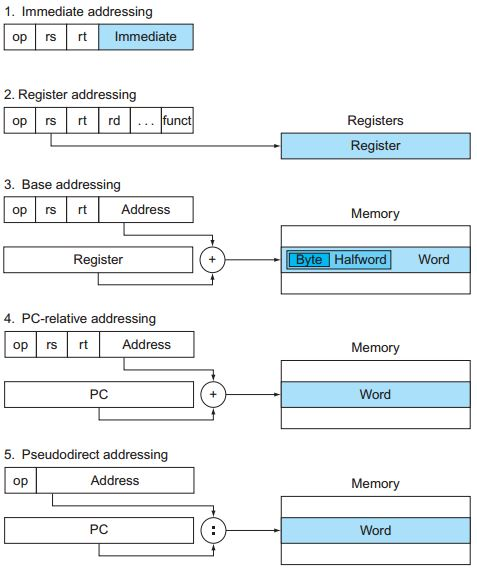 1. Immediate addressing
op rs rt Immediate
2. Register addressing
op rs rt rd . . . funct
Registers
Register
3. Base addressing
op rs rt Address
Memory
Register
+
Byte Halfword Word
4. PC-relative addressing
op rs rt Address
Memory
PC
+
Word
5. Pseudodirect addressing
op Address
Memory
PC
:
Word